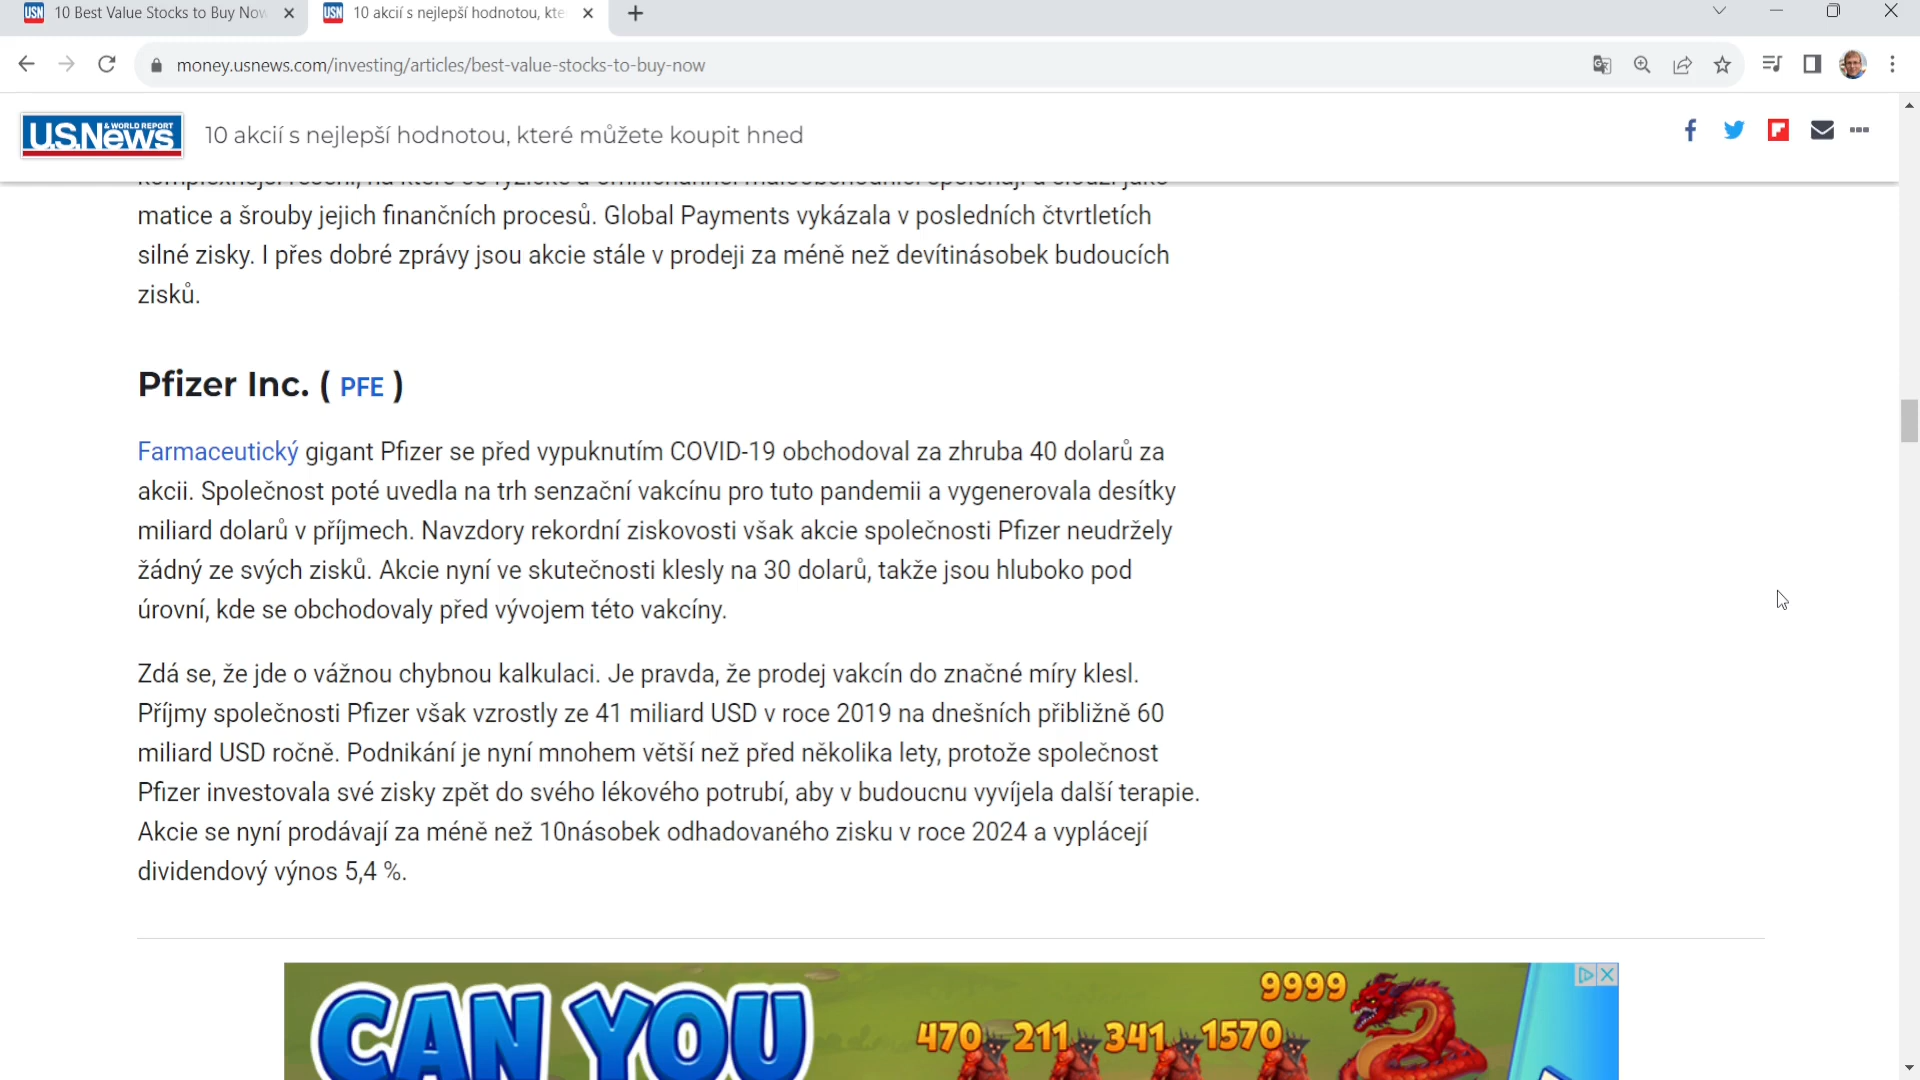 10 Best Value Stocks to Buy Now
10 akcií s nejlepší hodnotou, kte
money.usnews.com/investing/articles/best-value-stocks-to-buy-now
U.S.News & WORLD REPORT
10 akcií s nejlepší hodnotou, které můžete koupit hned
matice a šrouby jejich finančních procesů. Global Payments vykázala v posledních čtvrtletích
silné zisky. I přes dobré zprávy jsou akcie stále v prodeji za méně než devítinásobek budoucích
zisků.
Pfizer Inc. ( PFE )
Farmaceutický gigant Pfizer se před vypuknutím COVID-19 obchodoval za zhruba 40 dolarů za
akcii. Společnost poté uvedla na trh senzační vakcínu pro tuto pandemii a vygenerovala desítky
miliard dolarů v příjmech. Navzdory rekordní ziskovosti však akcie společnosti Pfizer neudržely
žádný ze svých zisků. Akcie nyní ve skutečnosti klesly na 30 dolarů, takže jsou hluboko pod
úrovní, kde se obchodovaly před vývojem této vakcíny.
Zdá se, že jde o vážnou chybnou kalkulaci. Je pravda, že prodej vakcín do značné míry klesl.
Příjmy společnosti Pfizer však vzrostly ze 41 miliard USD v roce 2019 na dnešních přibližně 60
miliard USD ročně. Podnikání je nyní mnohem větší než před několika lety, protože společnost
Pfizer investovala své zisky zpět do svého lékového potrubí, aby v budoucnu vyvíjela další terapie.
Akcie se nyní prodávají za méně než 10násobek odhadovaného zisku v roce 2024 a vyplácejí
dividendový výnos 5,4 %.
CAN YOU
9999
470 211 341 1570